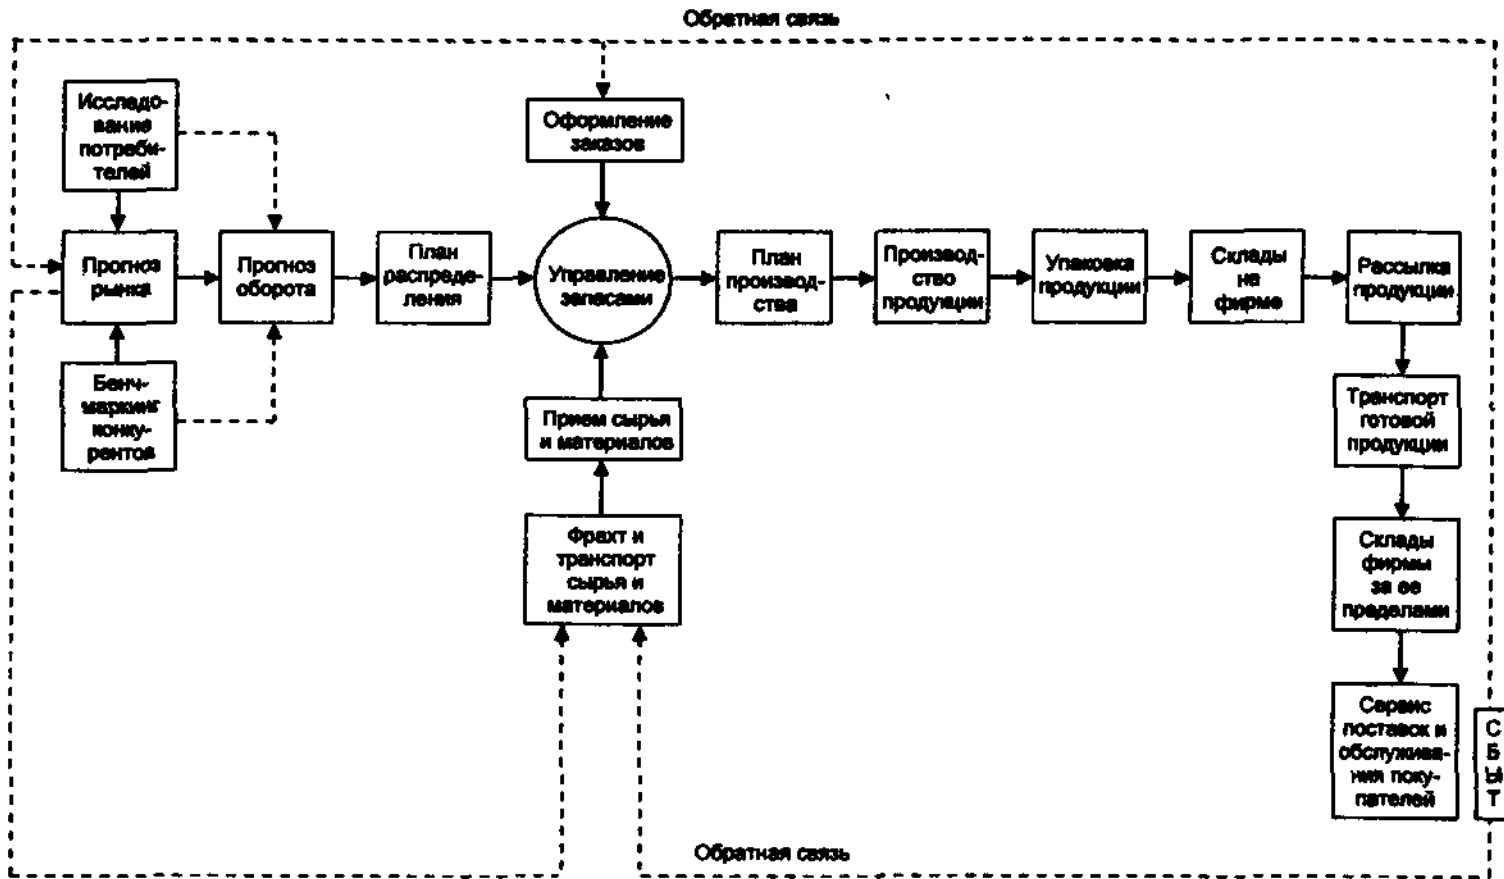 Обратная связь
Исследо-
вание
потреби-
телей
Оформление
заказов
Прогноз
рынка
Прогноз
оборота
План
распреде-
ления
Управление
запасами
План
производ-
ства
Производ-
ство
продукции
Упаковка
продукции
Склады
на
фирме
Рассылка
продукции
Бенч-
маркинг
конку-
рентов
Прием сырья
и материалов
Транспорт
готовой
продукции
Фрахт и
транспорт
сырья и
материалов
Склады
фирмы
за ее
пределами
Сервис
поставок и
обслужива-
ния поку-
пателей
С
Б
Ы
Т
Обратная связь